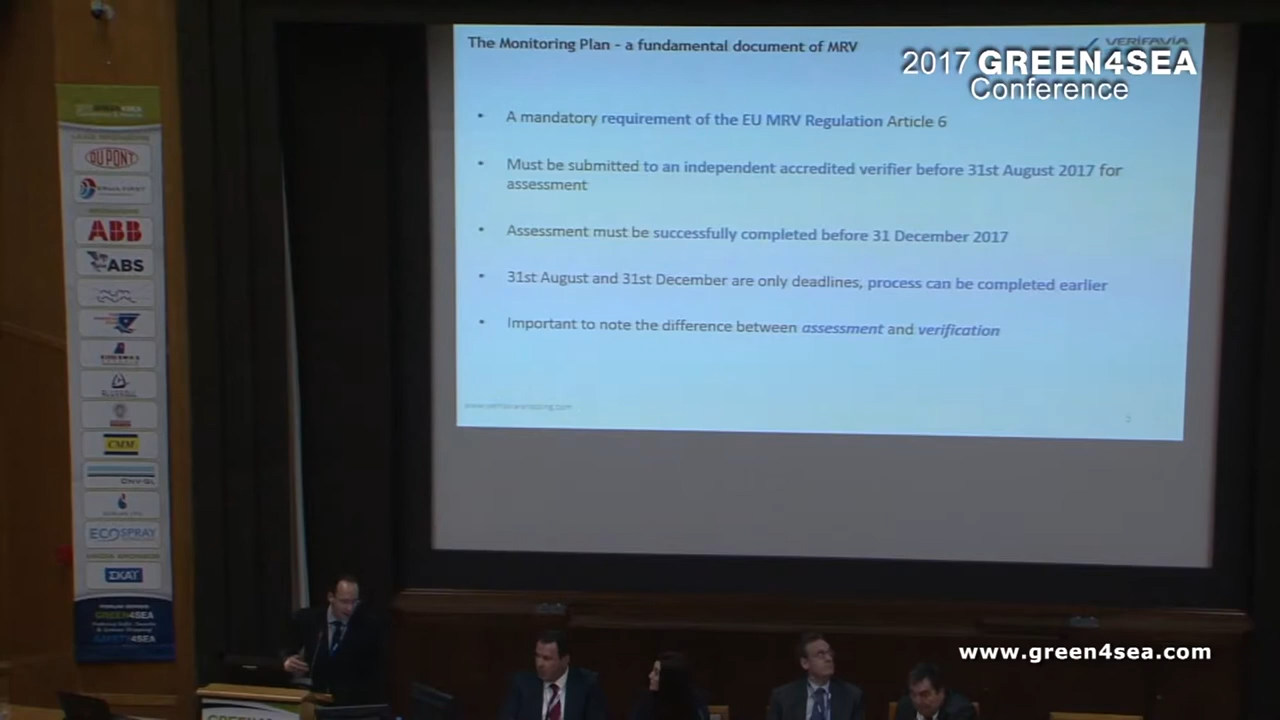 The Monitoring Plan - a fundamental document of MRV
VERIFAVIA
2017 GREEN4SEA
Conference
• A mandatory requirement of the EU MRV Regulation Article 6
• Must be submitted to an independent accredited verifier before 31st August 2017 for
assessment
• Assessment must be successfully completed before 31 December 2017
• 31st August and 31st December are only deadlines, process can be completed earlier
• Important to note the difference between assessment and verification
DUPONT
ABB
ABS
CMM
DNV·GL
ECOSPRAY
ΣΚΑΪ
GREEN4SEA
SAFETY4SEA
www.green4sea.com